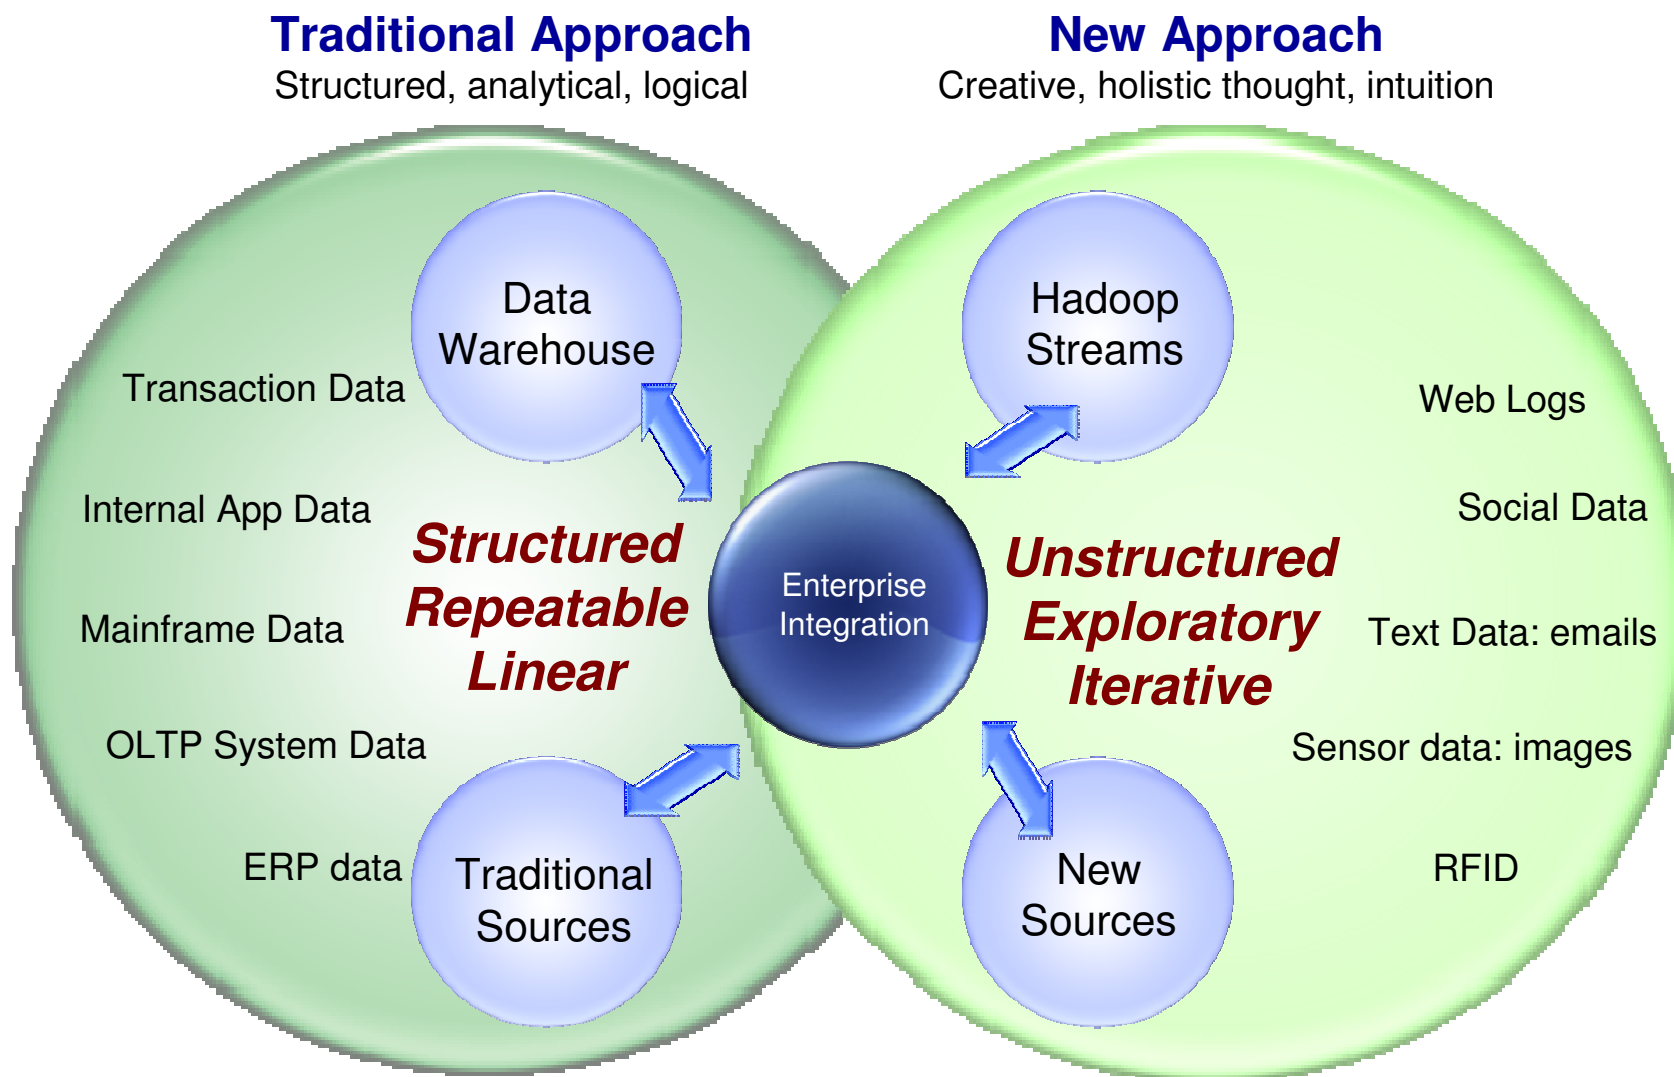 Traditional Approach
Structured, analytical, logical
New Approach
Creative, holistic thought, intuition
Data
Warehouse
Transaction Data
Internal App Data
Mainframe Data
OLTP System Data
ERP data
Structured
Repeatable
Linear
Traditional
Sources
Enterprise
Integration
Hadoop
Streams
Unstructured
Exploratory
Iterative
New
Sources
Web Logs
Social Data
Text Data: emails
Sensor data: images
RFID